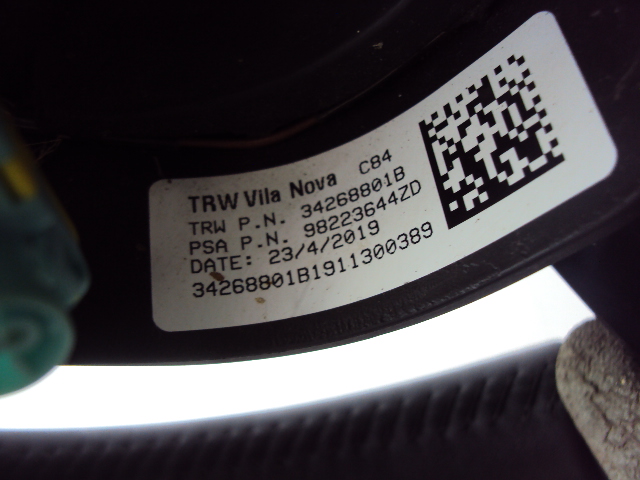 TRW Vila Nova C84
TRW P.N. 34268801B
PSA P.N. 98223644ZD
DATE: 23/4/2019
34268801B1911300389